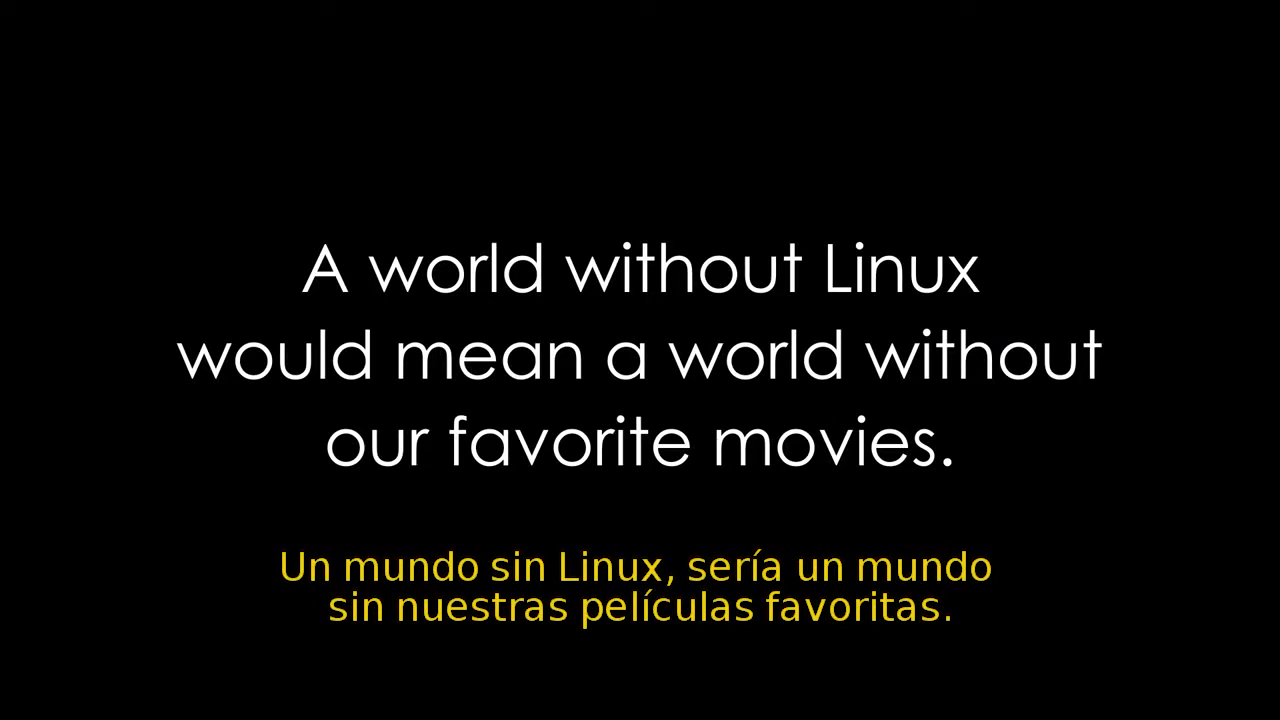 A world without Linux
would mean a world without
our favorite movies.
Un mundo sin Linux, sería un mundo
sin nuestras películas favoritas.